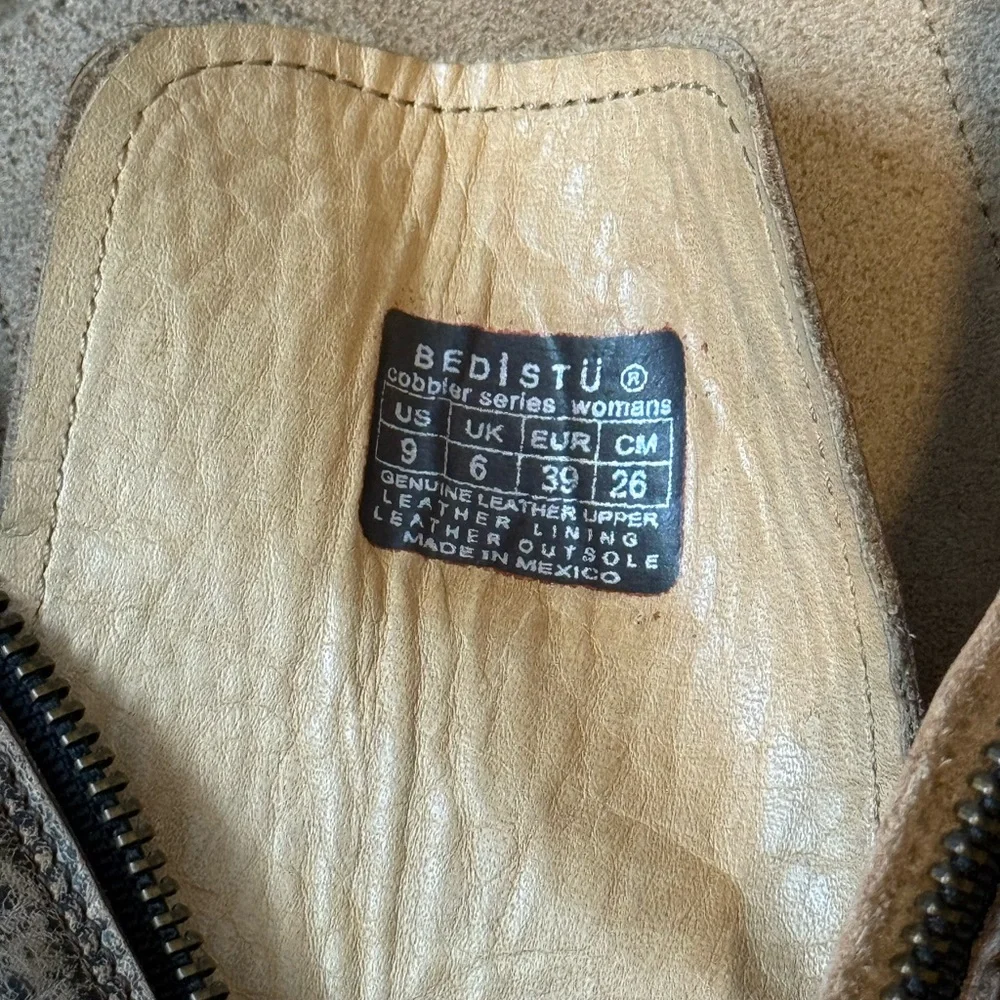 BEDİSTÜ ®
cobbler series womans
US UK EUR CM
9 6 39 26
GENUINE LEATHER UPPER
LEATHER LINING
LEATHER OUTSOLE
MADE IN MEXICO